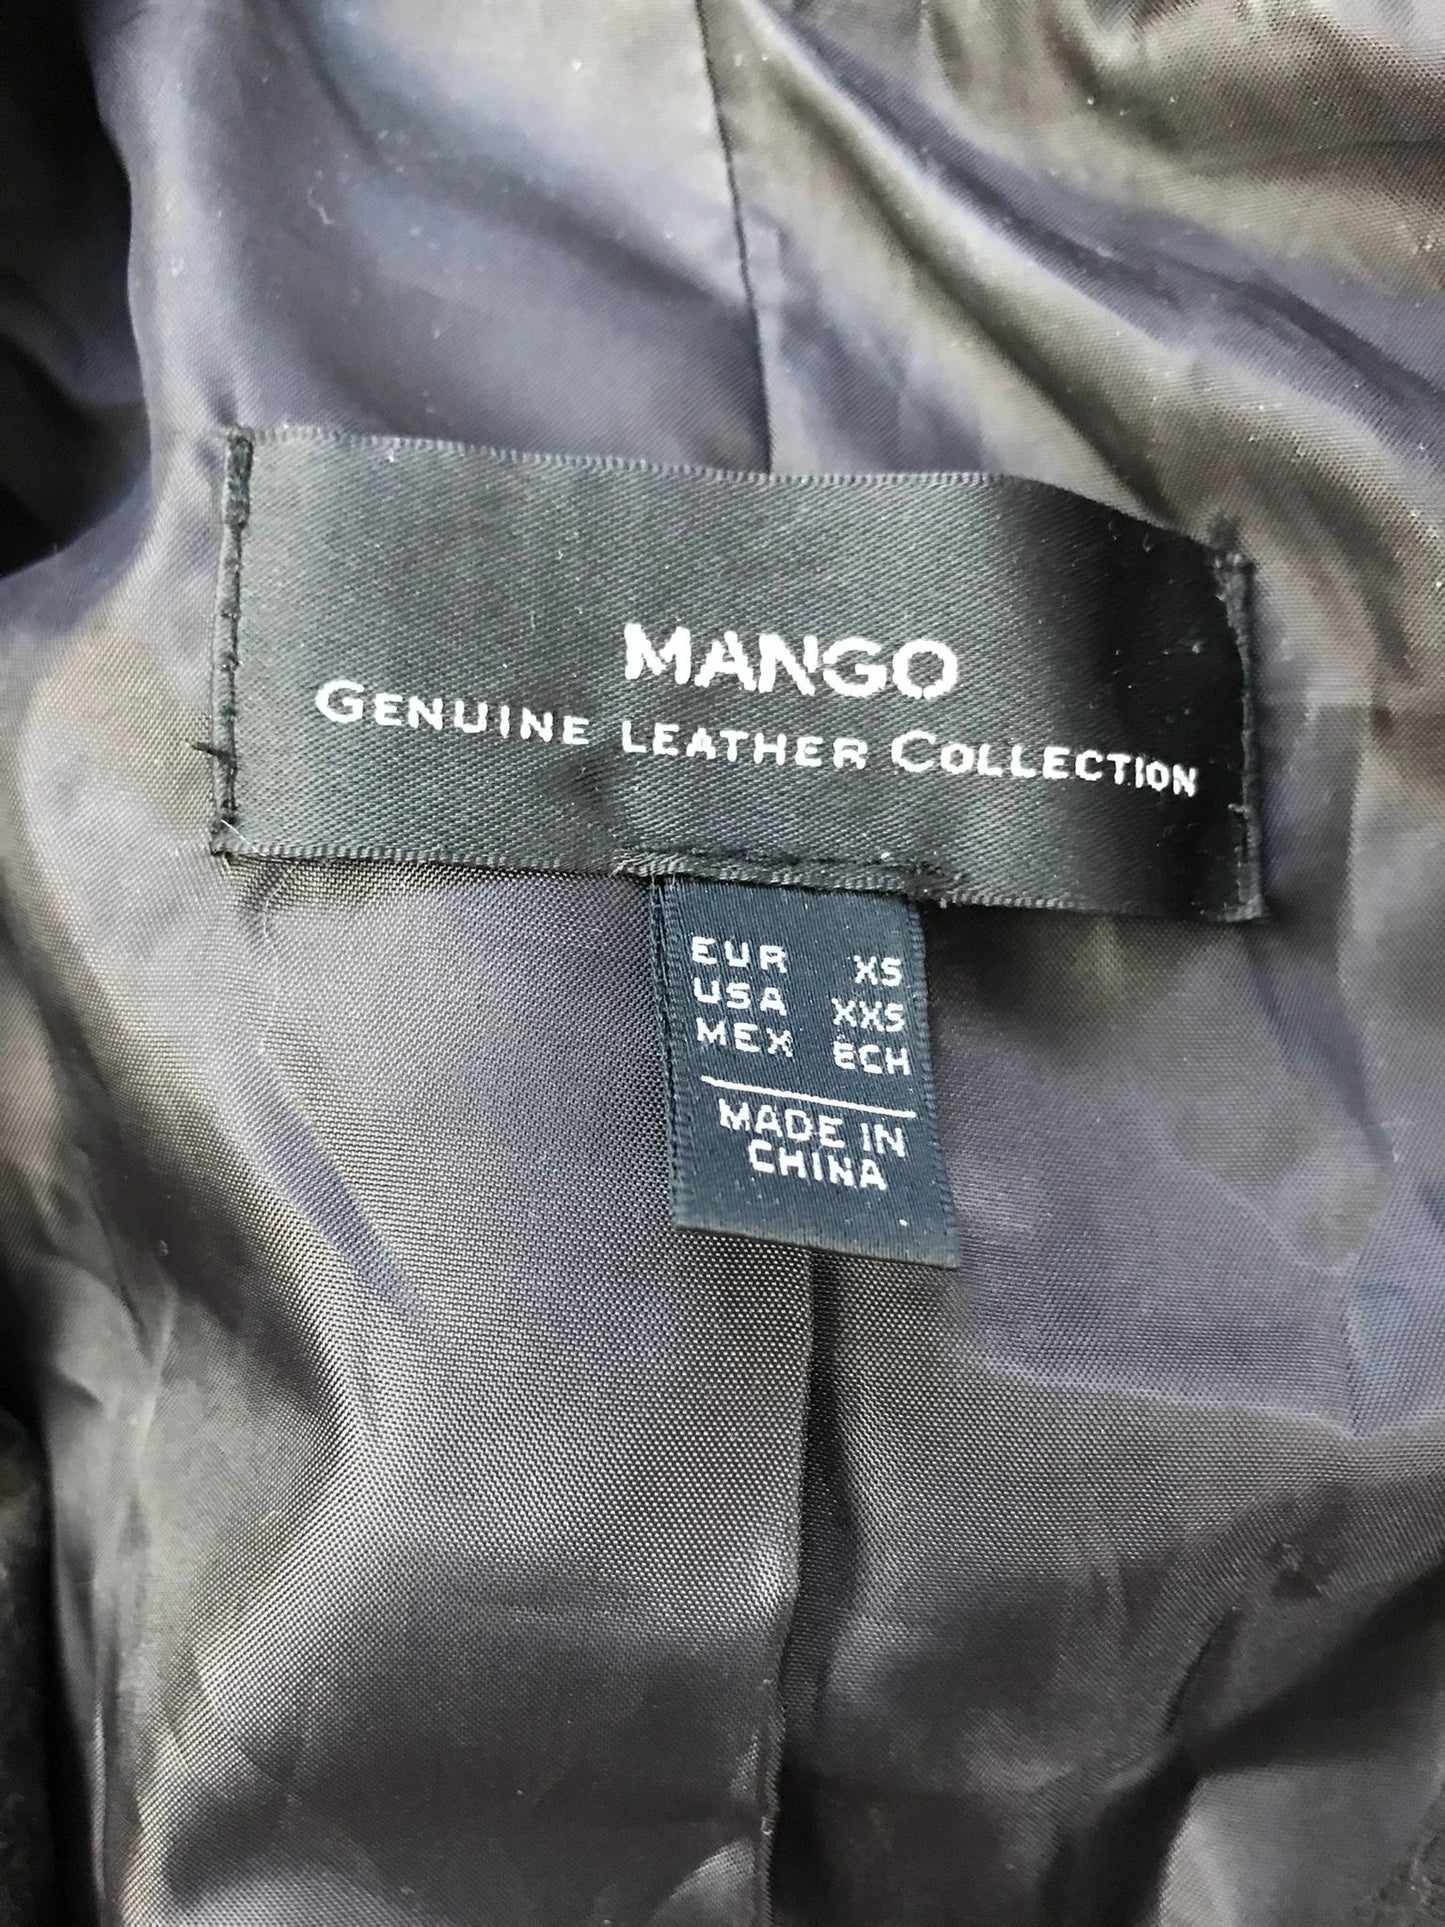 MANGO
GENUINE LEATHER COLLECTION
EUR XS
USA XXS
MEX ECH
MADE IN
CHINA